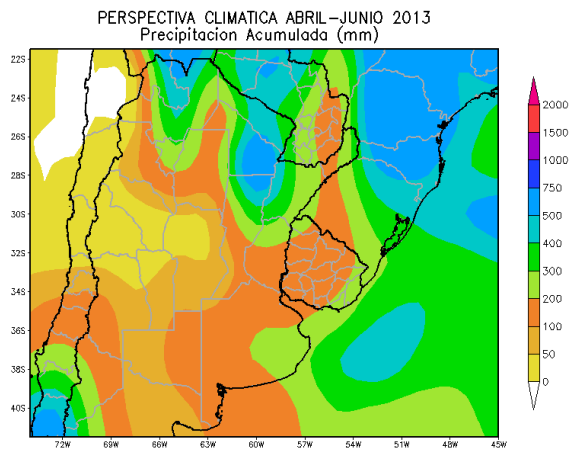 PERSPECTIVA CLIMATICA ABRIL-JUNIO 2013
Precipitacion Acumulada (mm)
22S
24S
26S
28S
30S
32S
34S
36S
38S
40S
72W
69W
66W
63W
60W
57W
54W
51W
48W
45W
2000
1500
1000
750
500
400
300
200
100
50
0